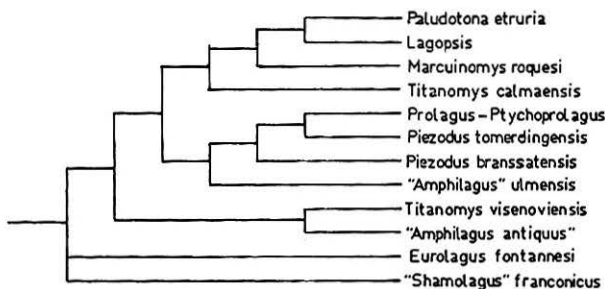 Paludotona etruria
Lagopsis
Marcuinomys roquesi
Titanomys calmaensis
Prolagus-Ptychoprolagus
Piezodus tomerdingensis
Piezodus branssatensis
"Amphilagus" ulmensis
Titanomys visenoviensis
"Amphilagus antiquus"
Eurolagus fontannesi
"Shamolagus" franconicus